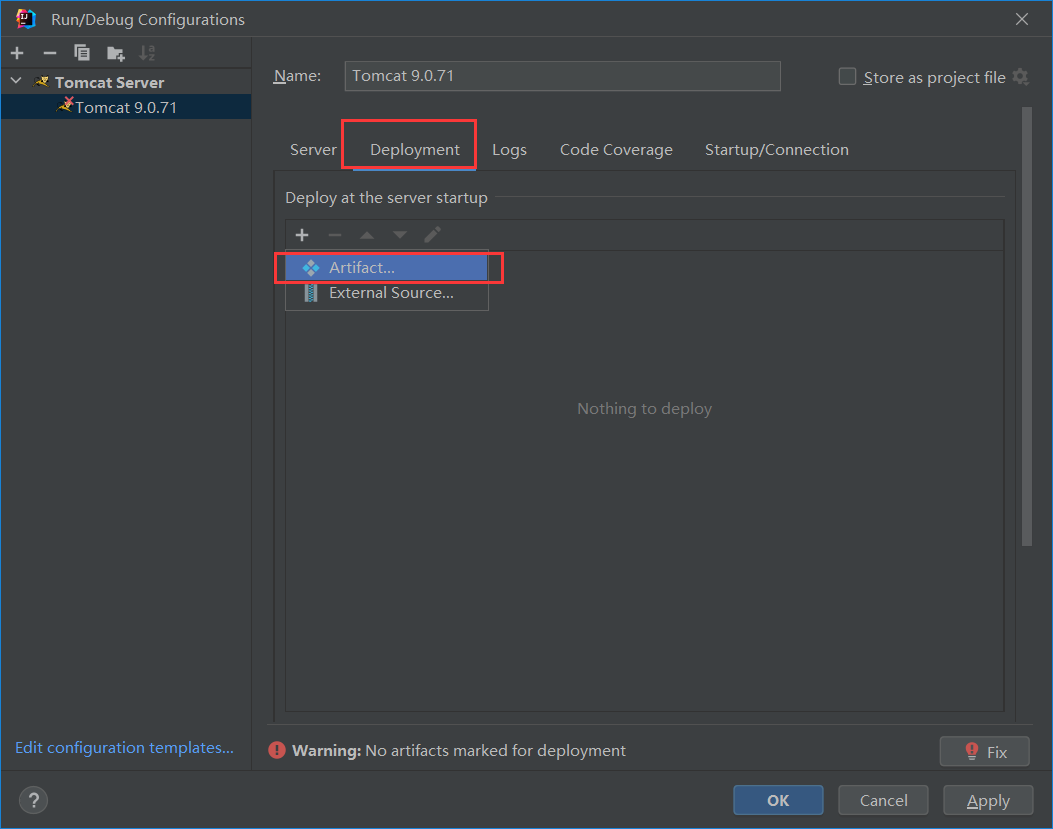 Run/Debug Configurations
Tomcat Server
Tomcat 9.0.71
Name: Tomcat 9.0.71 Store as project file
Server Deployment Logs Code Coverage Startup/Connection
Deploy at the server startup
Artifact...
External Source...
Nothing to deploy
Edit configuration templates...
Warning: No artifacts marked for deployment Fix
? OK Cancel Apply